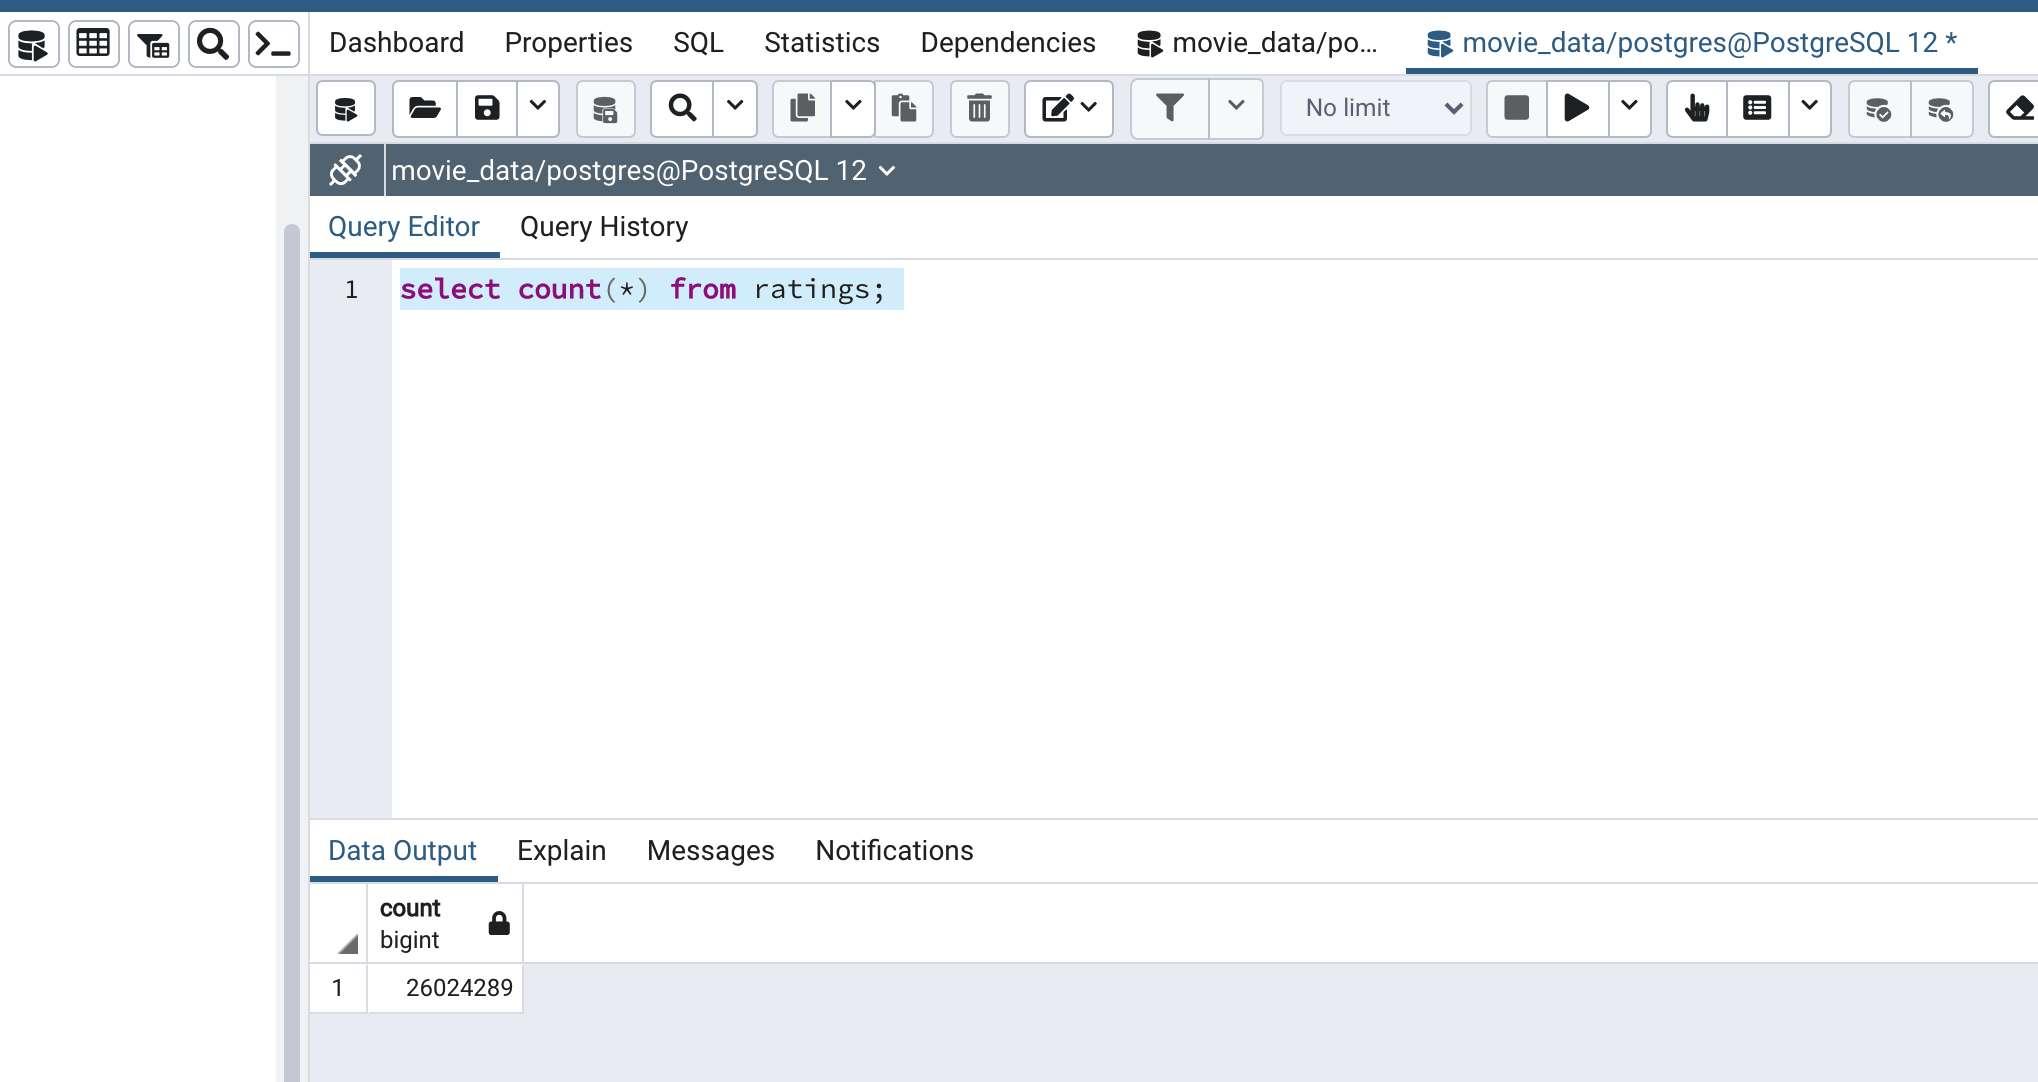 Dashboard Properties SQL Statistics Dependencies movie_data/po... movie_data/postgres@PostgreSQL 12 *
No limit
movie_data/postgres@PostgreSQL 12
Query Editor Query History
1 select count(*) from ratings;
Data Output Explain Messages Notifications
count
bigint
1 26024289